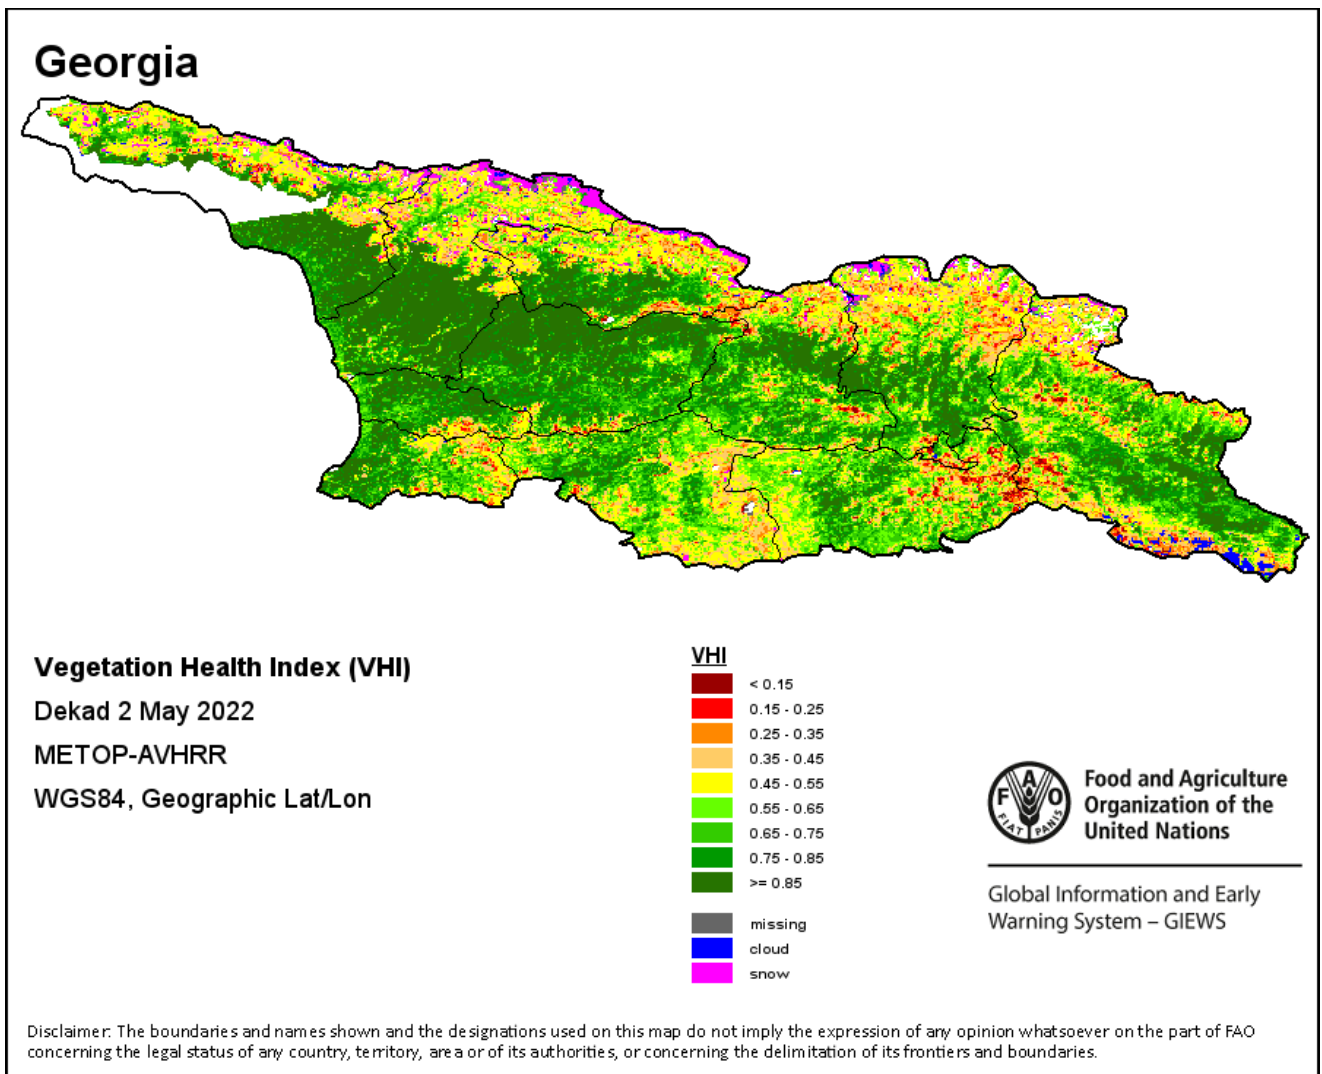 Georgia
Vegetation Health Index (VHI)
Dekad 2 May 2022
METOP-AVHRR
WGS84, Geographic Lat/Lon
VHI
< 0.15
0.15 - 0.25
0.25 - 0.35
0.35 - 0.45
0.45 - 0.55
0.55 - 0.65
0.65 - 0.75
0.75 - 0.85
>= 0.85
missing
cloud
snow
F A O
FIAT PANIS
Food and Agriculture
Organization of the
United Nations
Global Information and Early
Warning System – GIEWS
Disclaimer: The boundaries and names shown and the designations used on this map do not imply the expression of any opinion whatsoever on the part of FAO
concerning the legal status of any country, territory, area or of its authorities, or concerning the delimitation of its frontiers and boundaries.